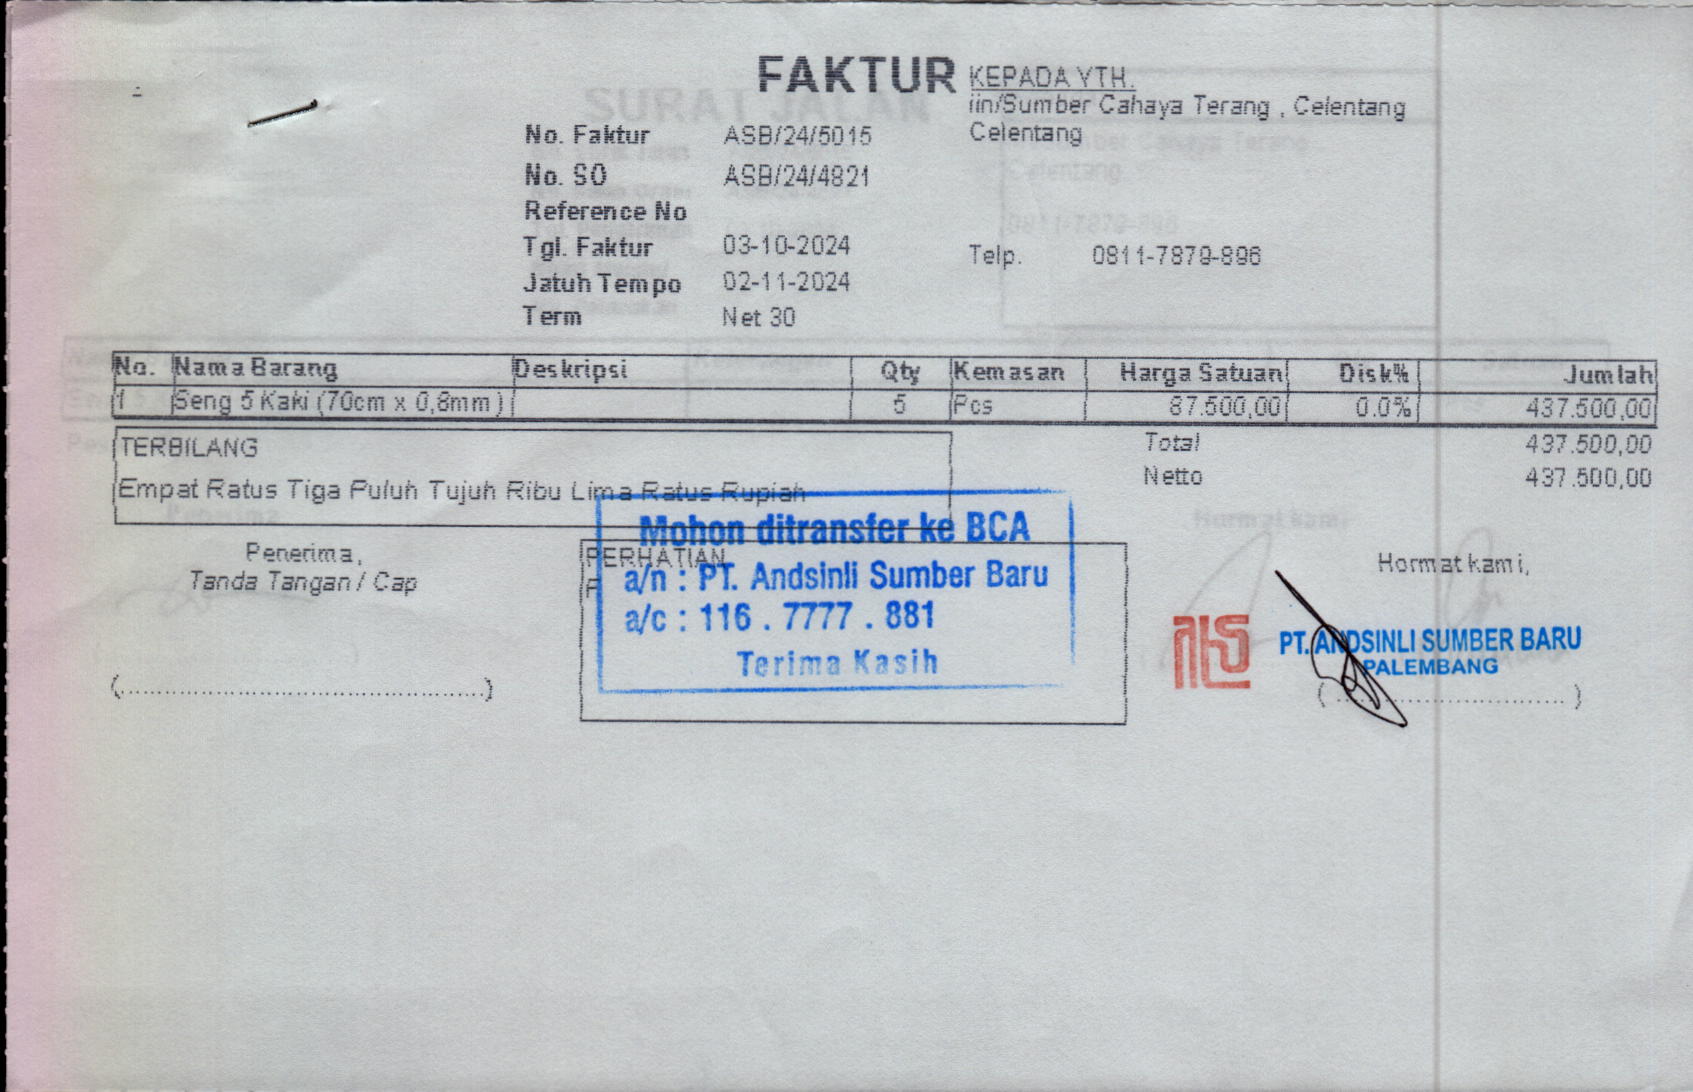 FAKTUR
KEPADA YTH.
iin/Sumber Cahaya Terang , Celentang
Celentang
No. Faktur ASB/24/5015
No. SO ASB/24/4821
Reference No
Tgl. Faktur 03-10-2024
Telp. 0811-7879-896
Jatuh Tempo 02-11-2024
Term Net 30
No. Nama Barang Deskripsi Qty Kemasan Harga Satuan Disk% Jumlah
1 Seng 5 Kaki (70cm x 0,8mm) 5 Pcs 87.500,00 0.0% 437.500,00
TERBILANG
Total 437.500,00
Empat Ratus Tiga Puluh Tujuh Ribu Lima Ratus Rupiah
Netto 437.500,00
Penerima,
Tanda Tangan / Cap
(..................................................)
PERHATIAN
Mohon ditransfer ke BCA
a/n : PT. Andsinli Sumber Baru
a/c : 116 . 7777 . 881
Terima Kasih
Hormat kami,
PT. ANDSINLI SUMBER BARU
PALEMBANG
(..................................)
SURAT JALAN